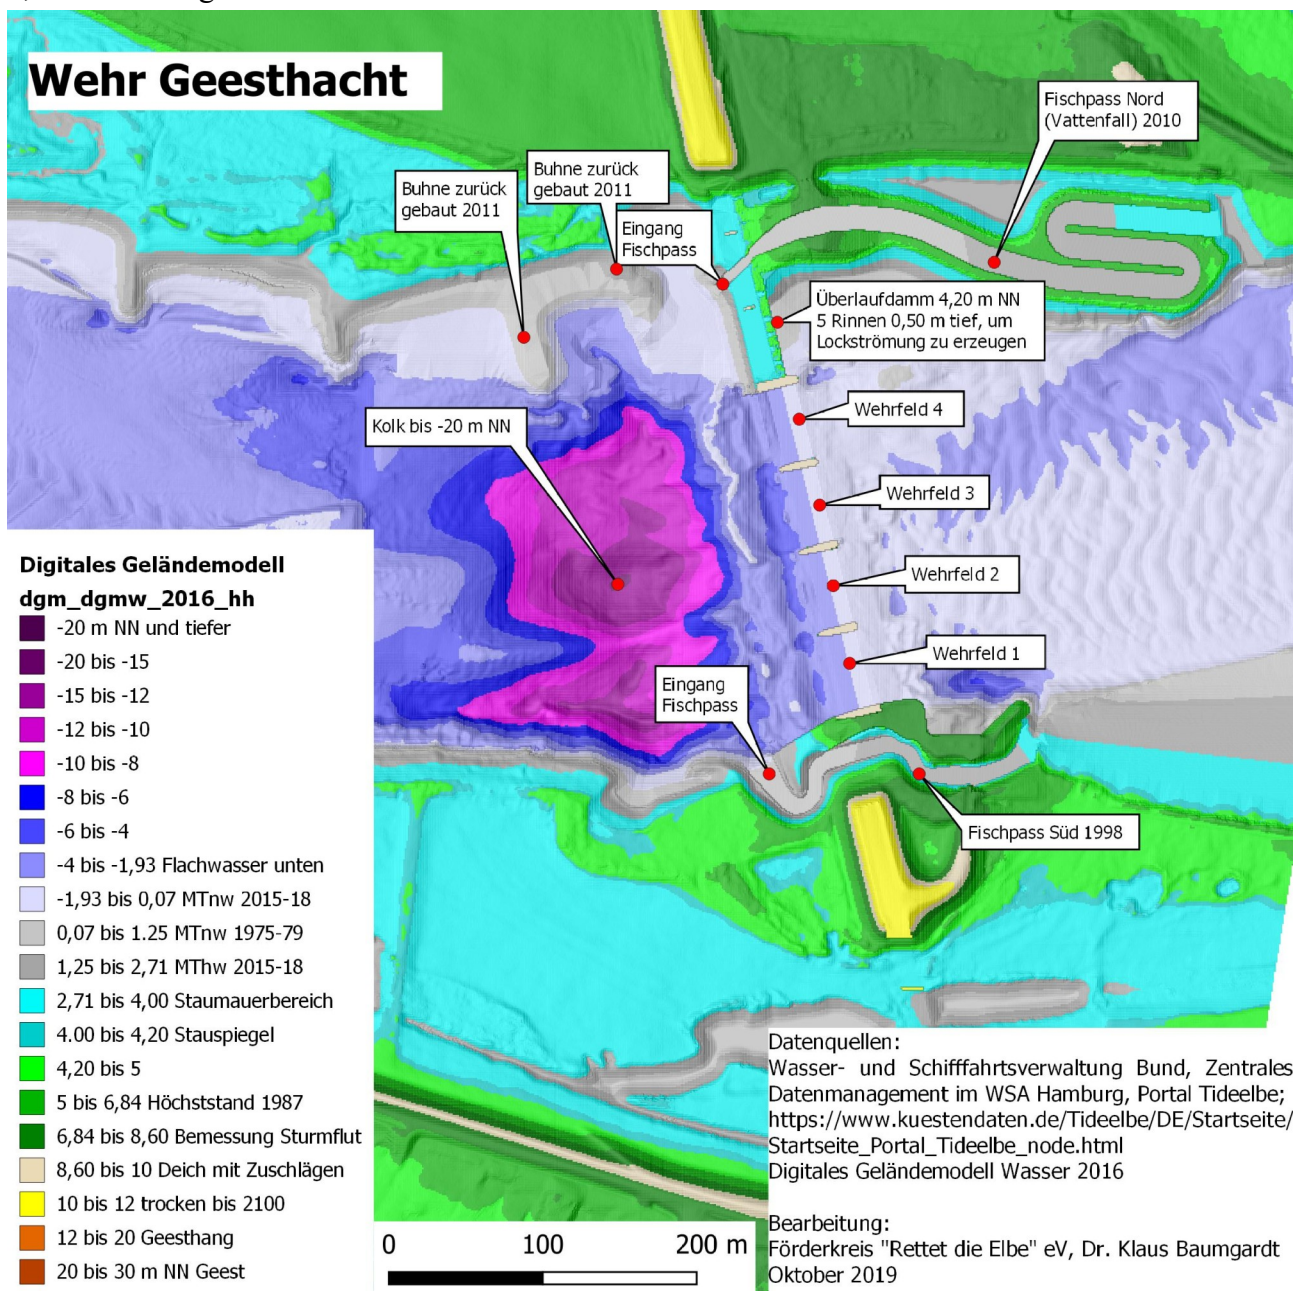 Wehr Geesthacht
Fischpass Nord
(Vattenfall) 2010
Buhne zurück
gebaut 2011
Buhne zurück
gebaut 2011
Eingang
Fischpass
Überlaufdamm 4,20 m NN
5 Rinnen 0,50 m tief, um
Lockströmung zu erzeugen
Wehrfeld 4
Kolk bis -20 m NN
Wehrfeld 3
Wehrfeld 2
Wehrfeld 1
Eingang
Fischpass
Fischpass Süd 1998
Digitales Geländemodell
dgm_dgmw_2016_hh
-20 m NN und tiefer
-20 bis -15
-15 bis -12
-12 bis -10
-10 bis -8
-8 bis -6
-6 bis -4
-4 bis -1,93 Flachwasser unten
-1,93 bis 0,07 MTnw 2015-18
0,07 bis 1.25 MTnw 1975-79
1,25 bis 2,71 MThw 2015-18
2,71 bis 4,00 Staumauerbereich
4.00 bis 4,20 Stauspiegel
4,20 bis 5
5 bis 6,84 Höchststand 1987
6,84 bis 8,60 Bemessung Sturmflut
8,60 bis 10 Deich mit Zuschlägen
10 bis 12 trocken bis 2100
12 bis 20 Geesthang
20 bis 30 m NN Geest
0 100 200 m
Datenquellen:
Wasser- und Schifffahrtsverwaltung Bund, Zentrales
Datenmanagement im WSA Hamburg, Portal Tideelbe;
https://www.kuestendaten.de/Tideelbe/DE/Startseite/
Startseite_Portal_Tideelbe_node.html
Digitales Geländemodell Wasser 2016
Bearbeitung:
Förderkreis "Rettet die Elbe" eV, Dr. Klaus Baumgardt
Oktober 2019